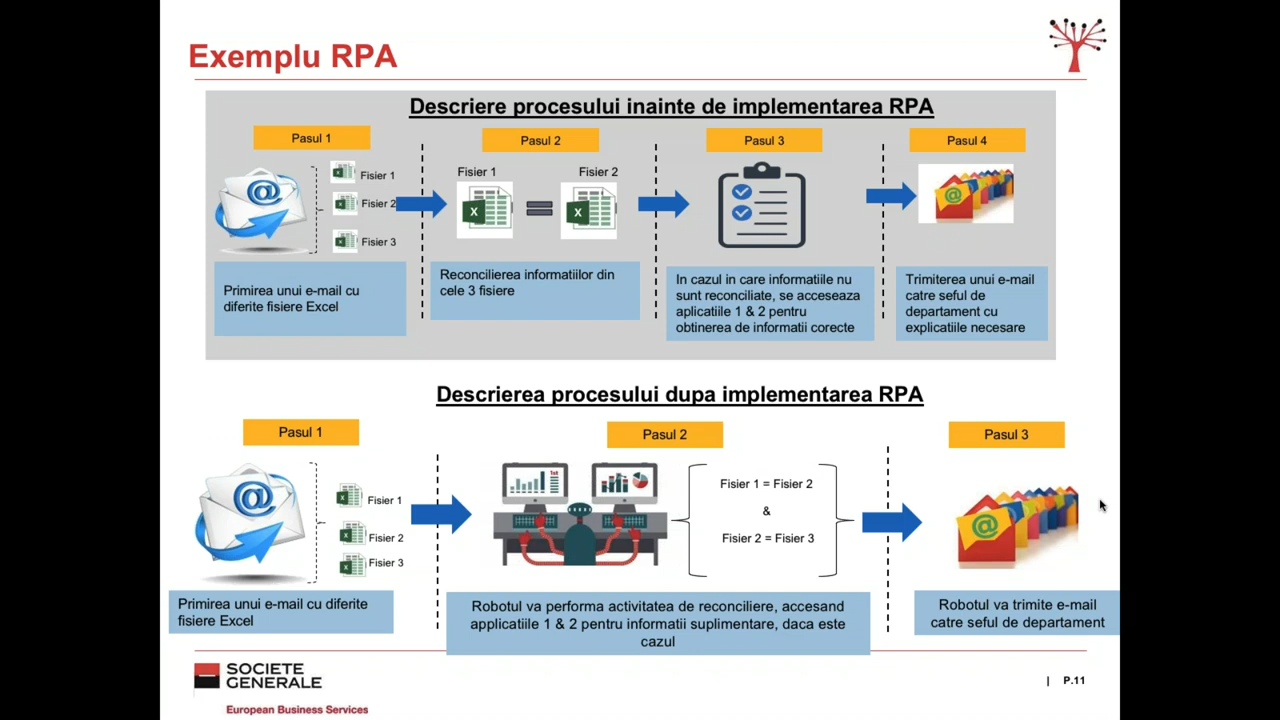 Exemplu RPA
Descriere procesului inainte de implementarea RPA
Pasul 1
Pasul 2
Pasul 3
Pasul 4
Fisier 1
Fisier 2
Fisier 3
Fisier 1
Fisier 2
Primirea unui e-mail cu
diferite fisiere Excel
Reconcilierea informatiilor din
cele 3 fisiere
In cazul in care informatiile nu
sunt reconciliate, se acceseaza
aplicatiile 1 & 2 pentru
obtinerea de informatii corecte
Trimiterea unui e-mail
catre seful de
departament cu
explicatiile necesare
Descrierea procesului dupa implementarea RPA
Pasul 1
Pasul 2
Pasul 3
Fisier 1
Fisier 2
Fisier 3
Fisier 1 = Fisier 2
&
Fisier 2 = Fisier 3
Primirea unui e-mail cu diferite
fisiere Excel
Robotul va performa activitatea de reconciliere, accesand
applicatiile 1 & 2 pentru informatii suplimentare, daca este
cazul
Robotul va trimite e-mail
catre seful de departament
SOCIETE
GENERALE
European Business Services
| P.11